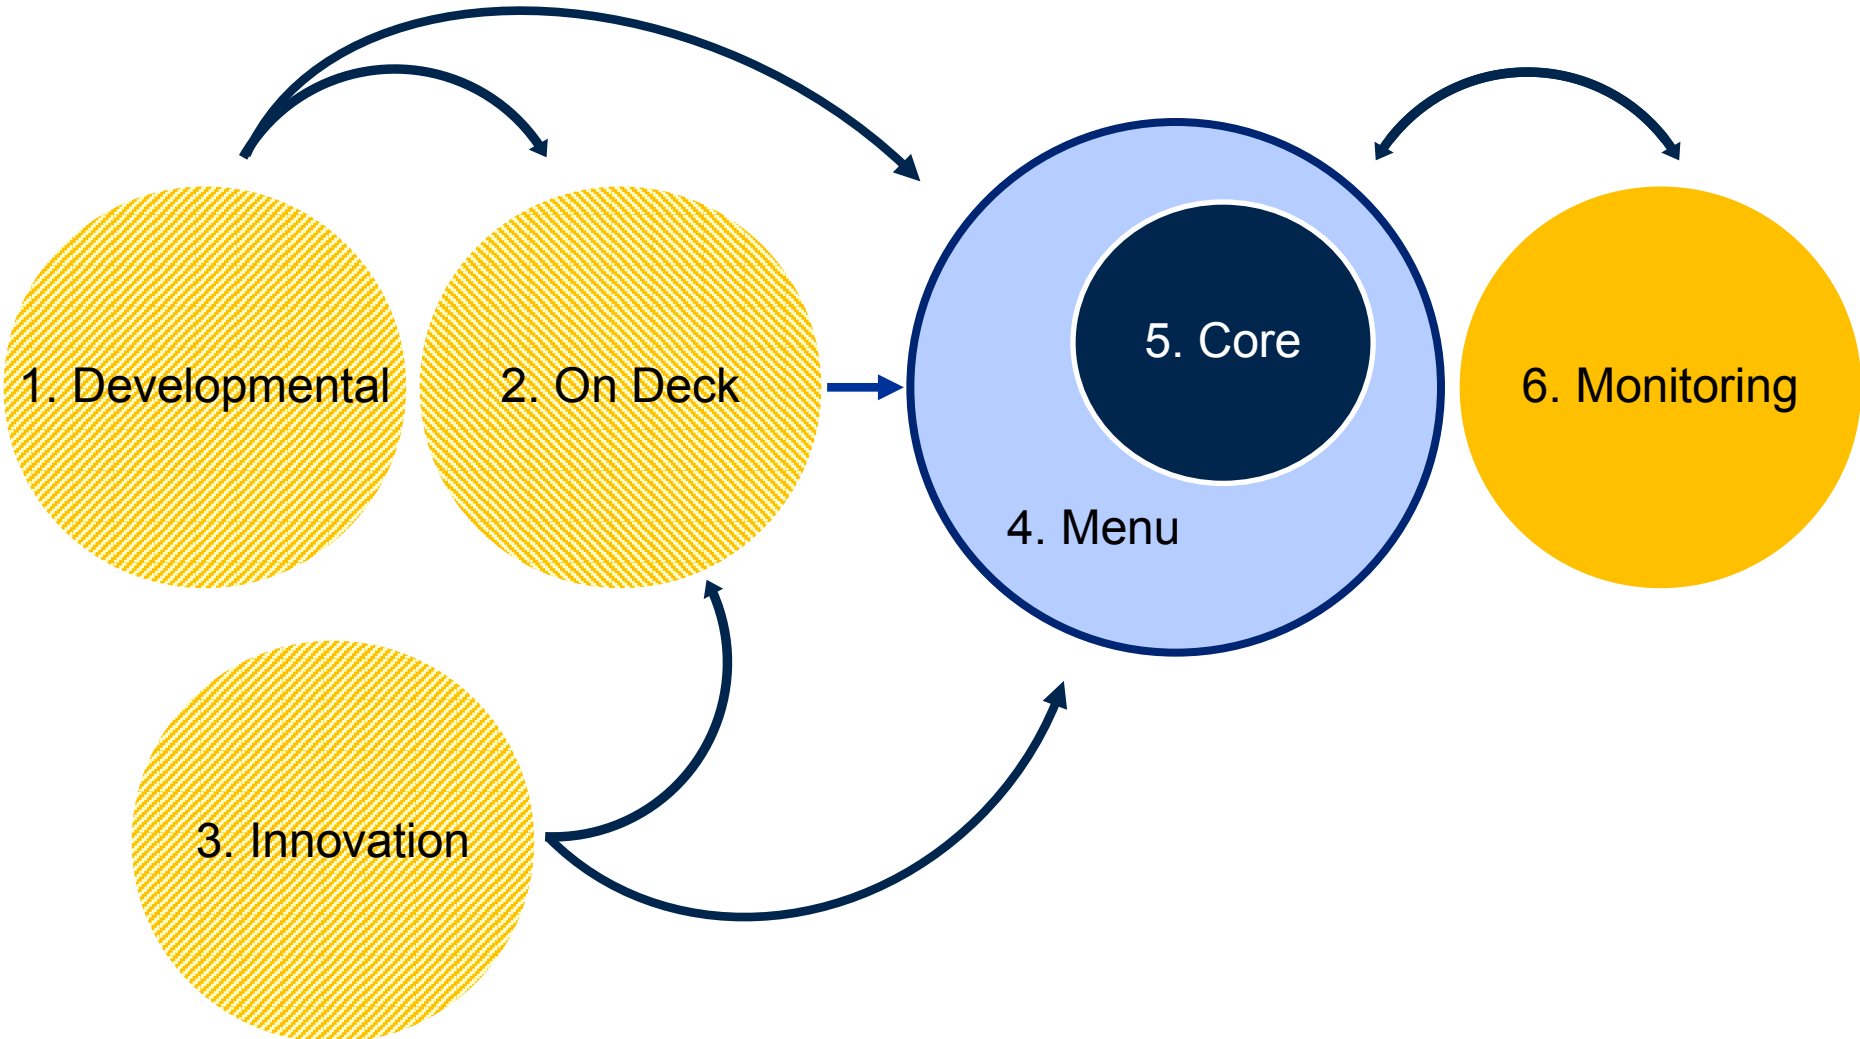 1. Developmental
2. On Deck
3. Innovation
4. Menu
5. Core
6. Monitoring